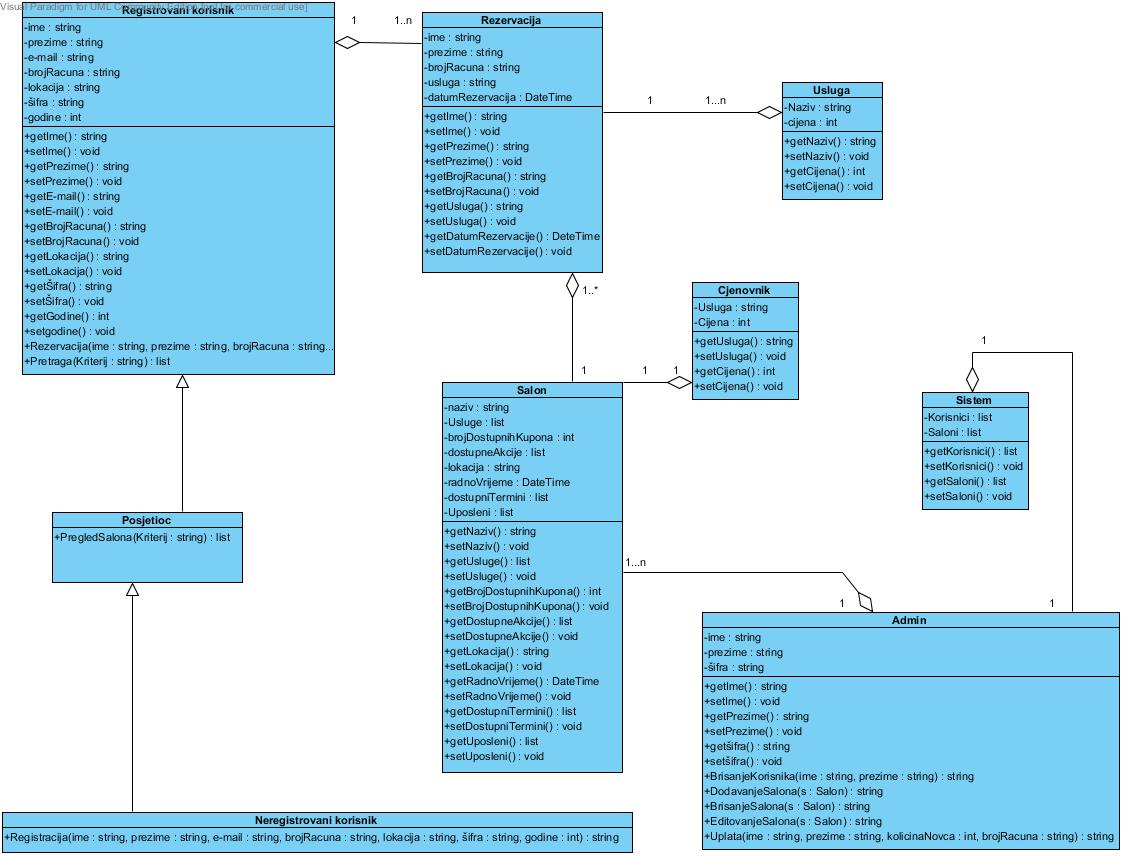 Visual Paradigm for UML Community Edition [not for commercial use]
Registrovani korisnik
-ime : string
-prezime : string
-e-mail : string
-brojRacuna : string
-lokacija : string
-šifra : string
-godine : int
+getIme() : string
+setIme() : void
+getPrezime() : string
+setPrezime() : void
+getE-mail() : string
+setE-mail() : void
+getBrojRacuna() : string
+setBrojRacuna() : void
+getLokacija() : string
+setLokacija() : void
+getŠifra() : string
+setŠifra() : void
+getGodine() : int
+setgodine() : void
+Rezervacija(ime : string, prezime : string, brojRacuna : string...
+Pretraga(Kriterij : string) : list
1
1..n
Rezervacija
-ime : string
-prezime : string
-brojRacuna : string
-usluga : string
-datumRezervacija : DateTime
+getIme() : string
+setIme() : void
+getPrezime() : string
+setPrezime() : void
+getBrojRacuna() : string
+setBrojRacuna() : void
+getUsluga() : string
+setUsluga() : void
+getDatumRezervacije() : DeteTime
+setDatumRezervacije() : void
1
1...n
Usluga
-Naziv : string
-cijena : int
+getNaziv() : string
+setNaziv() : void
+getCijena() : int
+setCijena() : void
1..*
1
1
1
Cjenovnik
-Usluga : string
-Cijena : int
+getUsluga() : string
+setUsluga() : void
+getCijena() : int
+setCijena() : void
1
Sistem
-Korisnici : list
-Saloni : list
+getKorisnici() : list
+setKorisnici() : void
+getSaloni() : list
+setSaloni() : void
Salon
-naziv : string
-Usluge : list
-brojDostupnihKupona : int
-dostupneAkcije : list
-lokacija : string
-radnoVrijeme : DateTime
-dostupniTermini : list
-Uposleni : list
+getNaziv() : string
+setNaziv() : void
+getUsluge() : list
+setUsluge() : void
+getBrojDostupnihKupona() : int
+setBrojDostupnihKupona() : void
+getDostupneAkcije() : list
+setDostupneAkcije() : void
+getLokacija() : string
+setLokacija() : void
+getRadnoVrijeme() : DateTime
+setRadnoVrijeme() : void
+getDostupniTermini() : list
+setDostupniTermini() : void
+getUposleni() : list
+setUposleni() : void
Posjetioc
+PregledSalona(Kriterij : string) : list
1...n
1
1
Admin
-ime : string
-prezime : string
-šifra : string
+getIme() : string
+setIme() : void
+getPrezime() : string
+setPrezime() : void
+getšifra() : string
+setšifra() : void
+BrisanjeKorisnika(ime : string, prezime : string) : string
+DodavanjeSalona(s : Salon) : string
+BrisanjeSalona(s : Salon) : string
+EditovanjeSalona(s : Salon) : string
+Uplata(ime : string, prezime : string, kolicinaNovca : int, brojRacuna : string) : string
Neregistrovani korisnik
+Registracija(ime : string, prezime : string, e-mail : string, brojRacuna : string, lokacija : string, šifra : string, godine : int) : string